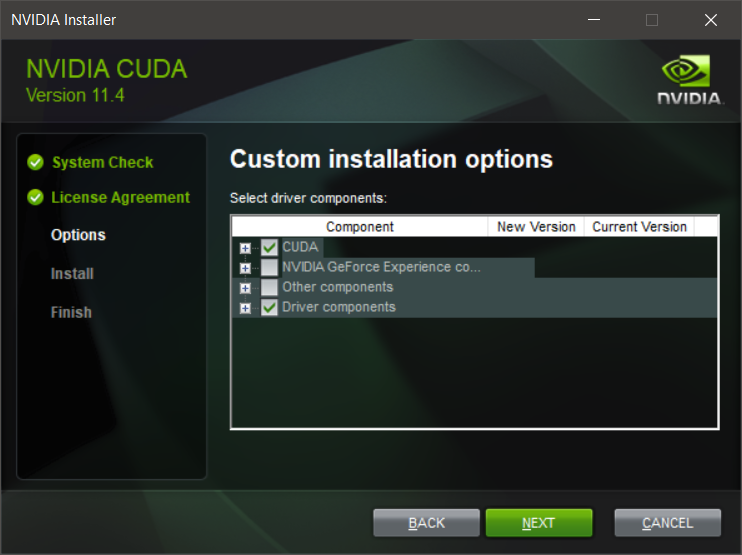 NVIDIA Installer
NVIDIA CUDA
Version 11.4
NVIDIA.
System Check
License Agreement
Options
Install
Finish
Custom installation options
Select driver components:
Component New Version Current Version
CUDA
NVIDIA GeForce Experience co...
Other components
Driver components
BACK NEXT CANCEL